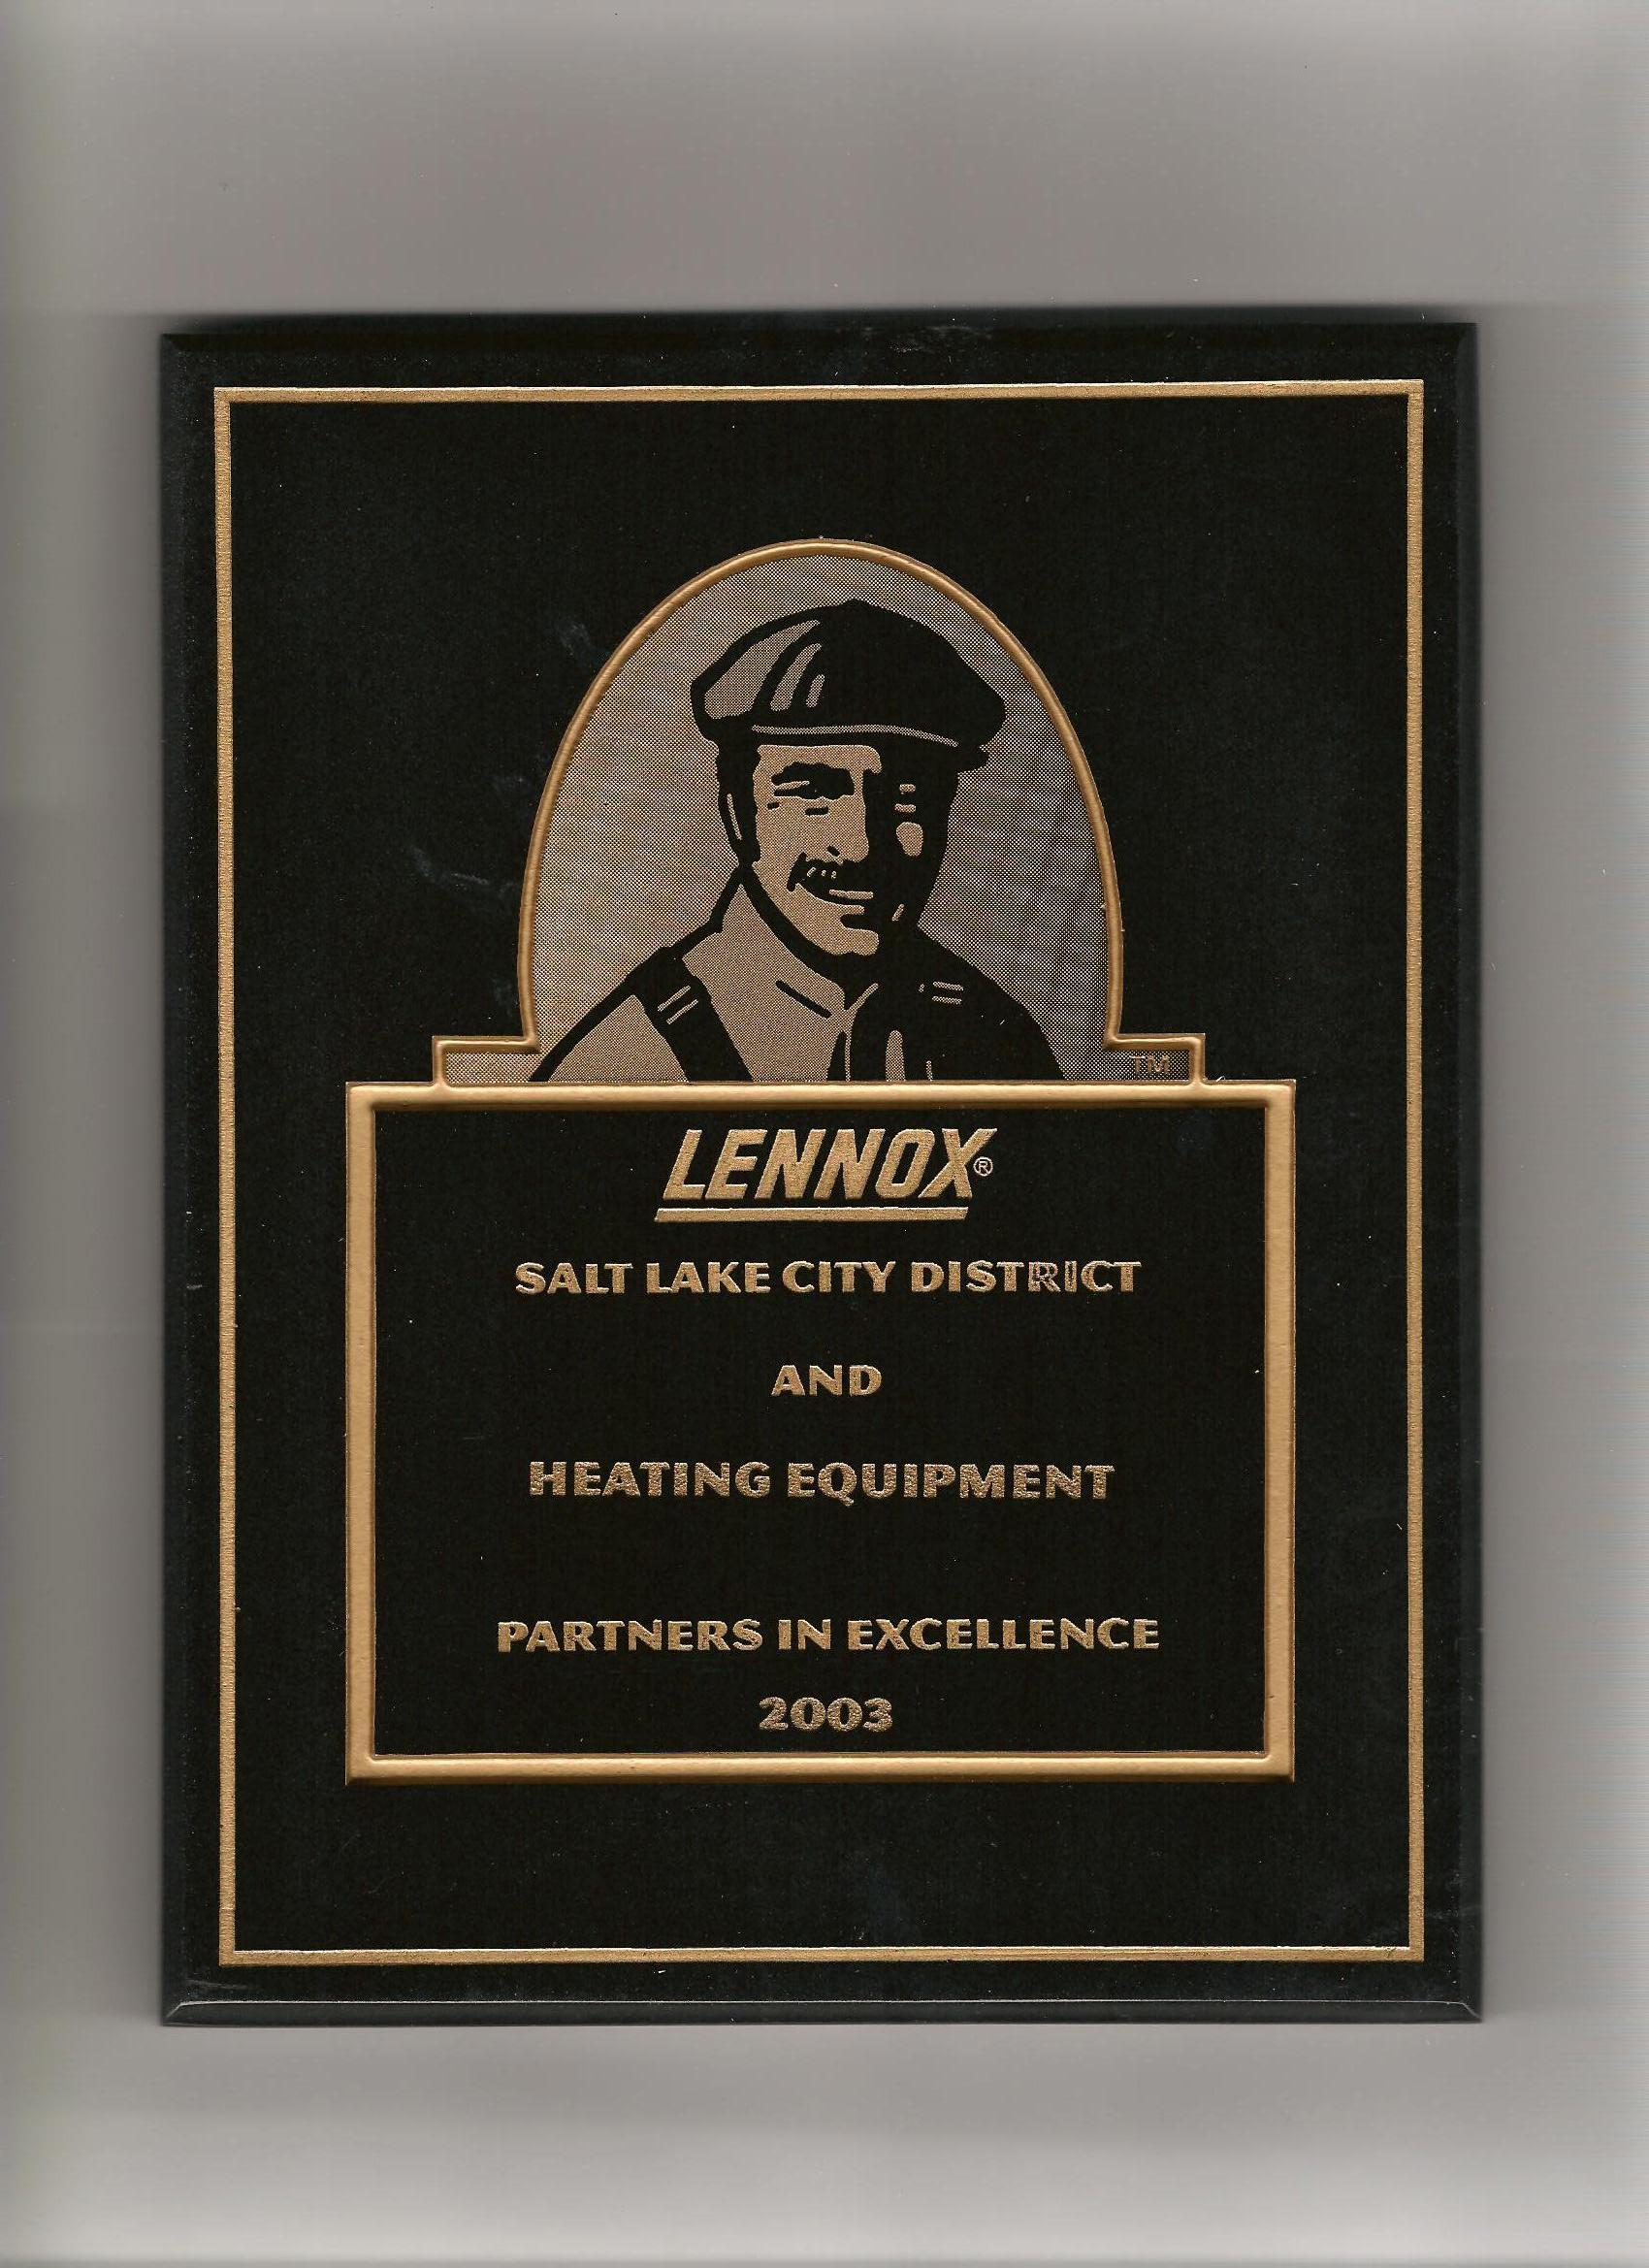 TM
LENNOX®
SALT LAKE CITY DISTRICT
AND
HEATING EQUIPMENT
PARTNERS IN EXCELLENCE
2003